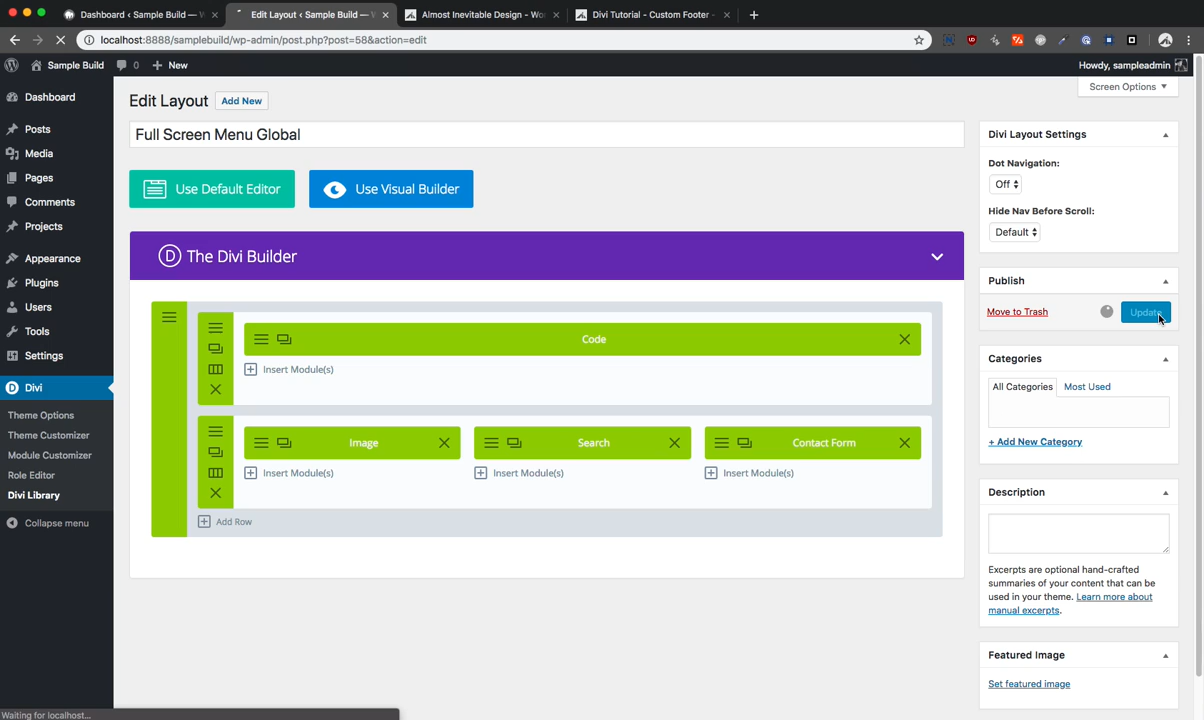 Dashboard ‹ Sample Build — W
Edit Layout ‹ Sample Build — W
Almost Inevitable Design - Wor
Divi Tutorial - Custom Footer -
localhost:8888/samplebuild/wp-admin/post.php?post=58&action=edit
Sample Build
0
New
Howdy, sampleadmin
Dashboard
Posts
Media
Pages
Comments
Projects
Appearance
Plugins
Users
Tools
Settings
Divi
Theme Options
Theme Customizer
Module Customizer
Role Editor
Divi Library
Collapse menu
Screen Options
Edit Layout
Add New
Full Screen Menu Global
Use Default Editor
Use Visual Builder
D The Divi Builder
Code
Insert Module(s)
Image
Search
Contact Form
Insert Module(s)
Insert Module(s)
Insert Module(s)
Add Row
Divi Layout Settings
Dot Navigation:
Off
Hide Nav Before Scroll:
Default
Publish
Move to Trash
Update
Categories
All Categories
Most Used
+ Add New Category
Description
Excerpts are optional hand-crafted
summaries of your content that can be
used in your theme. Learn more about
manual excerpts.
Featured Image
Set featured image
Waiting for localhost...